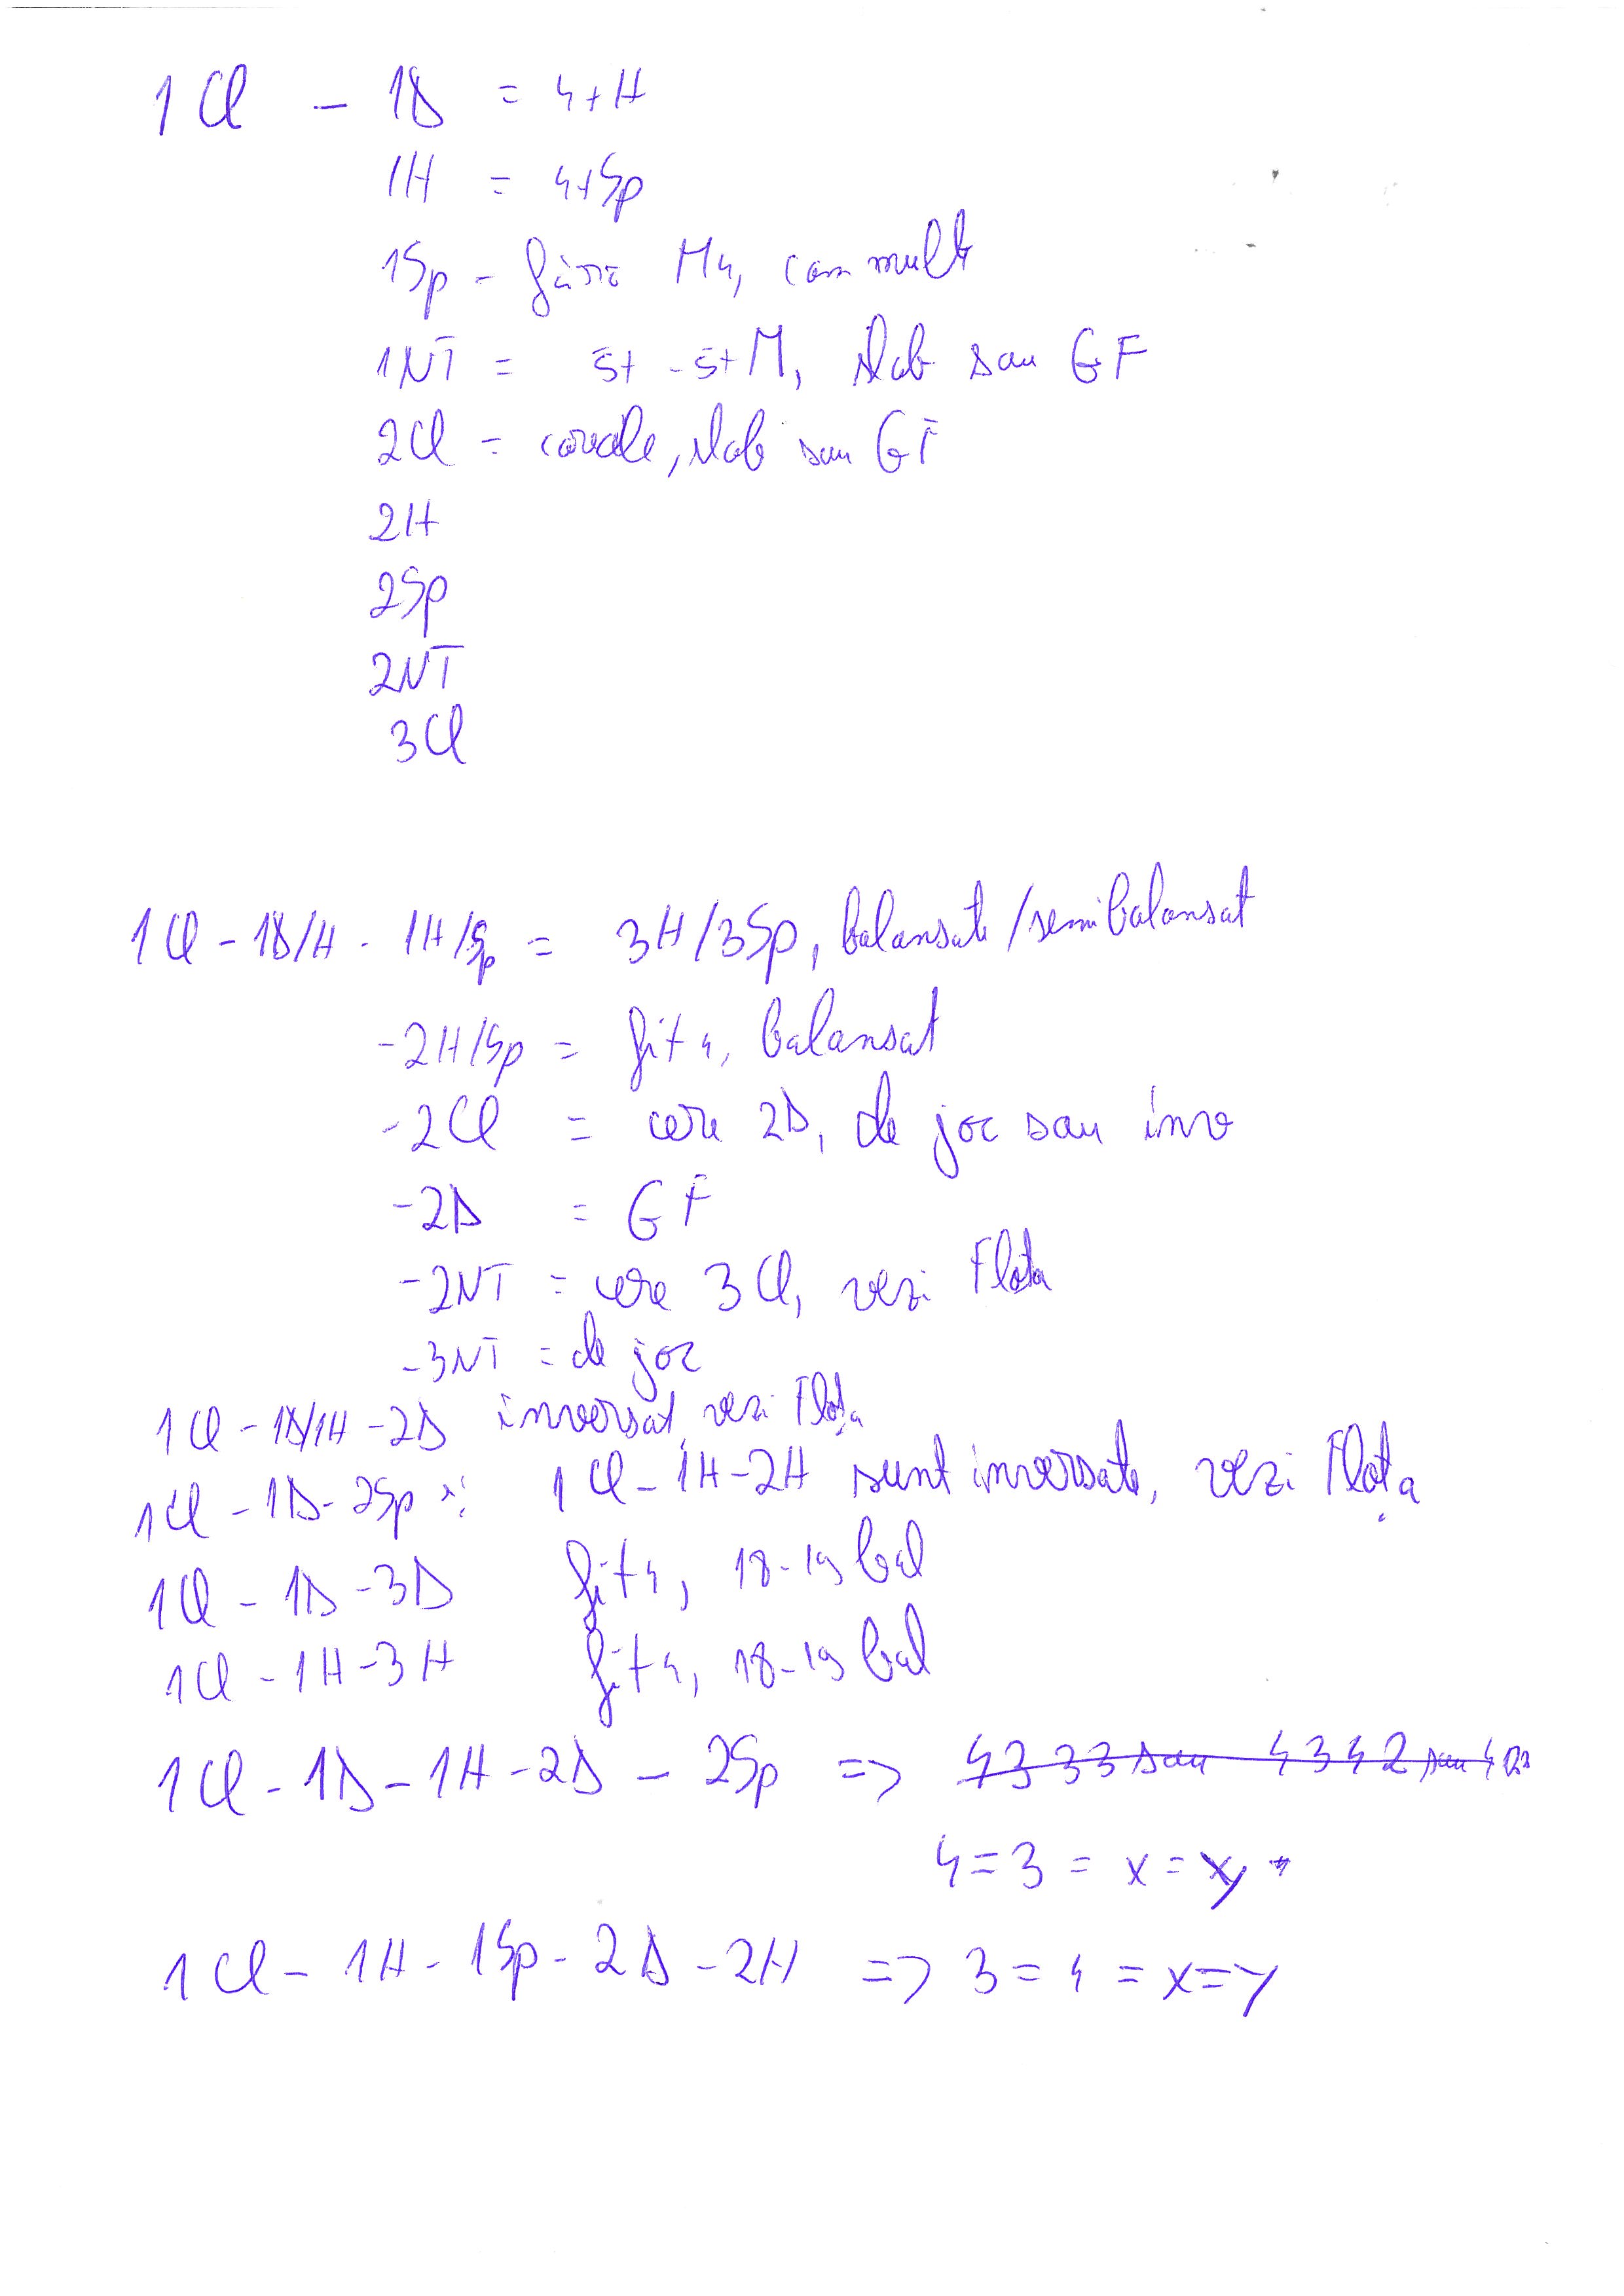 1Cl - 1D = 4+H
1H = 4+Sp
1Sp - fără M4, cam mult
1NT = 5+ - 5+M, slab sau GF
2Cl = carale, slab sau GF
2H
2Sp
2NT
3Cl
1Cl - 1D/H - 1H/Sp = 3H/3Sp, balansate/semibalansat
-2H/Sp = fit 4, balansat
-2Cl = cere 2D, de joc sau inv
-2D = GF
-2NT = cere 3Cl, vezi Flota
-3NT = de joc
1Cl - 1D/1H - 2D inversat, vezi Flota
1Cl - 1D - 2Sp și 1Cl - 1H - 2H sunt inversate, vezi Flota
1Cl - 1D - 3D fit 4, 18-19 bal
1Cl - 1H - 3H fit 4, 18-19 bal
1Cl - 1D - 1H - 2D - 2Sp => 4333 sau 4342 sau
4 = 3 = x = y
1Cl - 1H - 1Sp - 2D - 2H => 3 = 4 = x = y